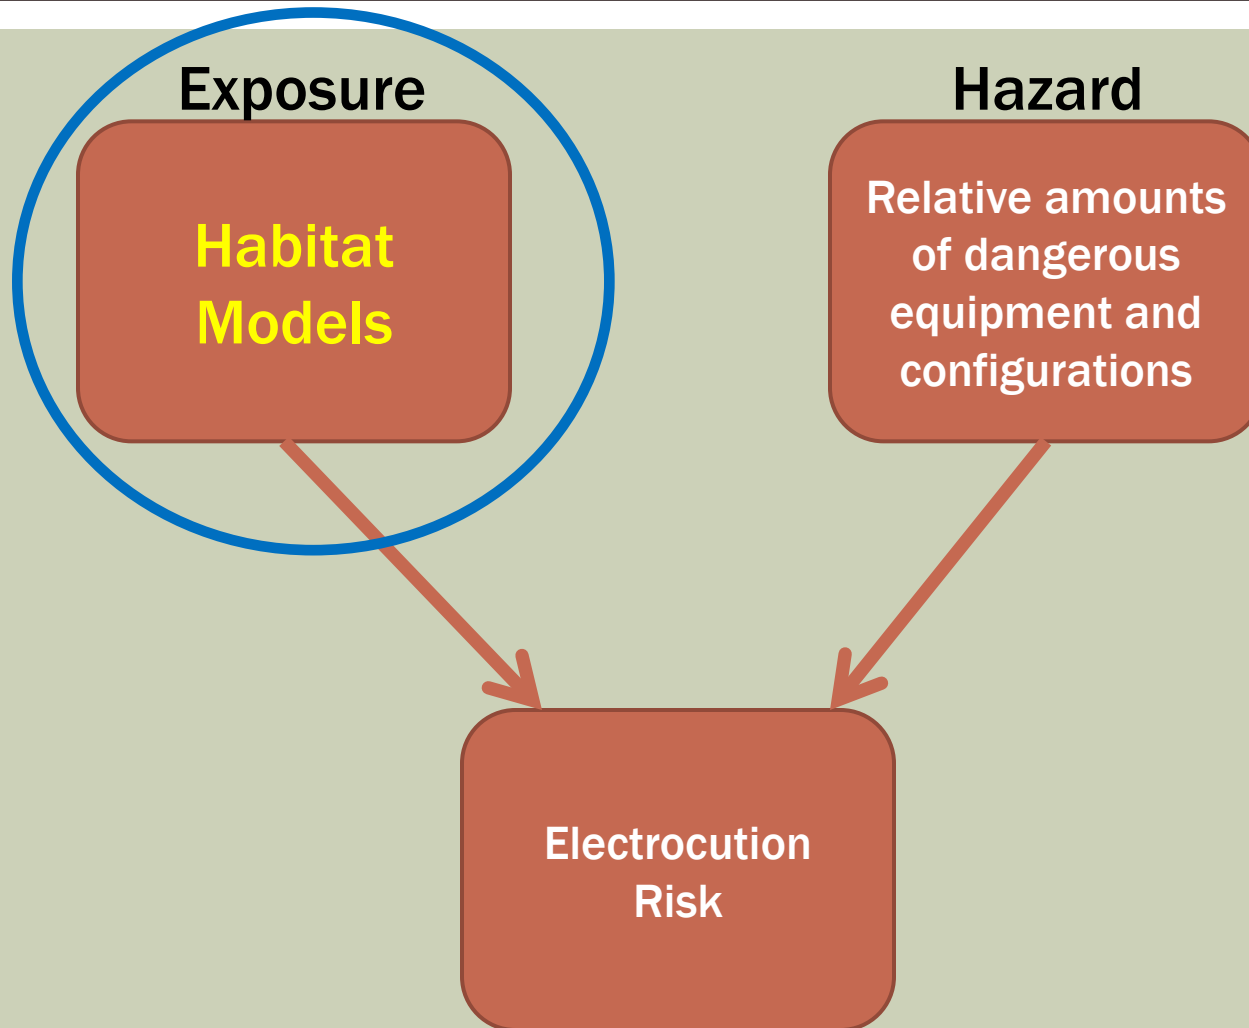 Exposure
Habitat
Models
Hazard
Relative amounts
of dangerous
equipment and
configurations
Electrocution
Risk